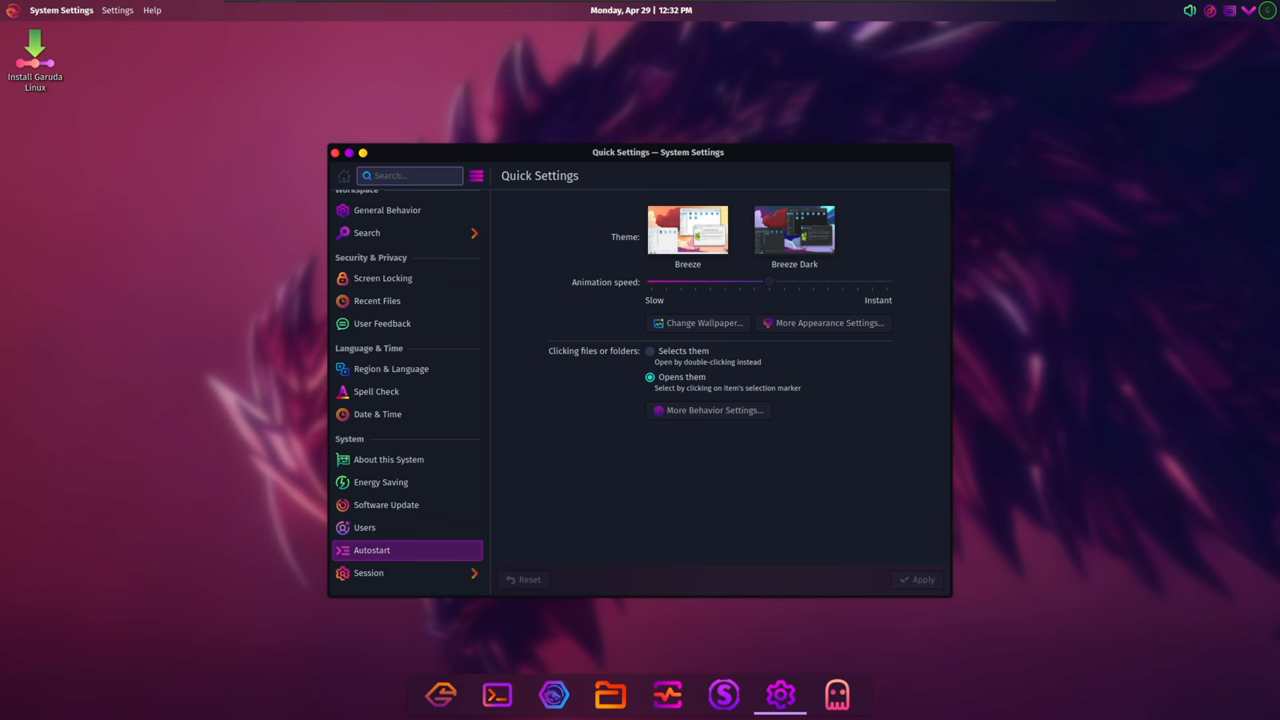 System Settings Settings Help
Monday, Apr 29 | 12:32 PM
Install Garuda
Linux
Quick Settings — System Settings
Search...
Quick Settings
Workspace
General Behavior
Search
Security & Privacy
Screen Locking
Recent Files
User Feedback
Language & Time
Region & Language
Spell Check
Date & Time
System
About this System
Energy Saving
Software Update
Users
Autostart
Session
Theme:
Breeze
Breeze Dark
Animation speed:
Slow
Instant
Change Wallpaper...
More Appearance Settings...
Clicking files or folders:
Selects them
Open by double-clicking instead
Opens them
Select by clicking on item's selection marker
More Behavior Settings...
Reset
Apply